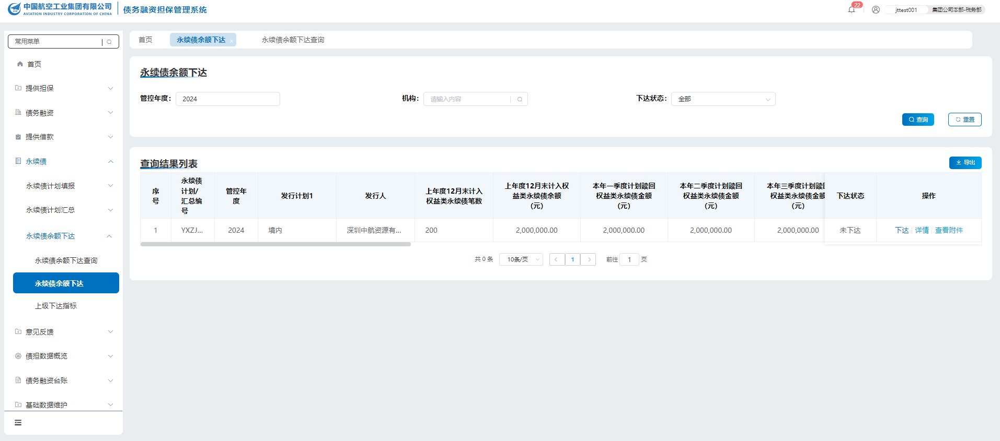 中国航空工业集团有限公司
AVIATION INDUSTRY CORPORATION OF CHINA
债务融资担保管理系统
22
jttest001
集团公司本部-税务部
常用菜单
首页
提供担保
债务融资
提供借款
永续债
永续债计划填报
永续债计划汇总
永续债余额下达
永续债余额下达查询
永续债余额下达
上级下达指标
意见反馈
债担数据概览
债务融资台账
基础数据维护
首页
永续债余额下达
永续债余额下达查询
永续债余额下达
管控年度：
2024
机构：
请输入内容
下达状态：
全部
查询
重置
查询结果列表
导出
序
号
永续债
计划/
汇总编
号
管控年
度
发行计划1
发行人
上年度12月末计入
权益类永续债笔数
上年度12月末计入权
益类永续债余额
(元)
本年一季度计划赎回
权益类永续债金额
(元)
本年二季度计划赎回
权益类永续债金额
(元)
本年三季度计划赎回
权益类永续债金额
(元)
下达状态
操作
1
YXZJ...
2024
境内
深圳中航资源有...
200
2,000,000.00
2,000,000.00
2,000,000.00
2,000,000.00
未下达
下达
详情
查看附件
共 0 条
10条/页
1
前往
1
页